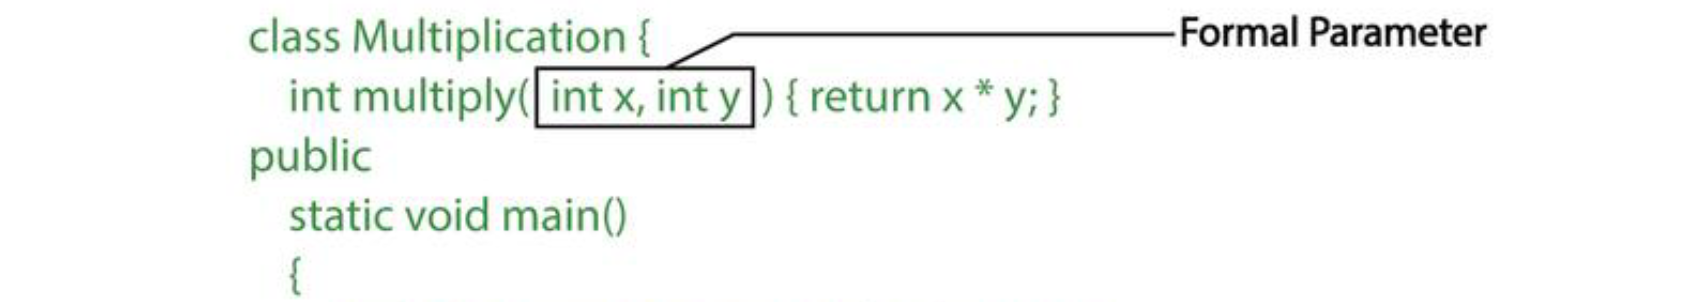 class Multiplication {
Formal Parameter
int multiply( int x, int y ) { return x * y; }
public
static void main()
{